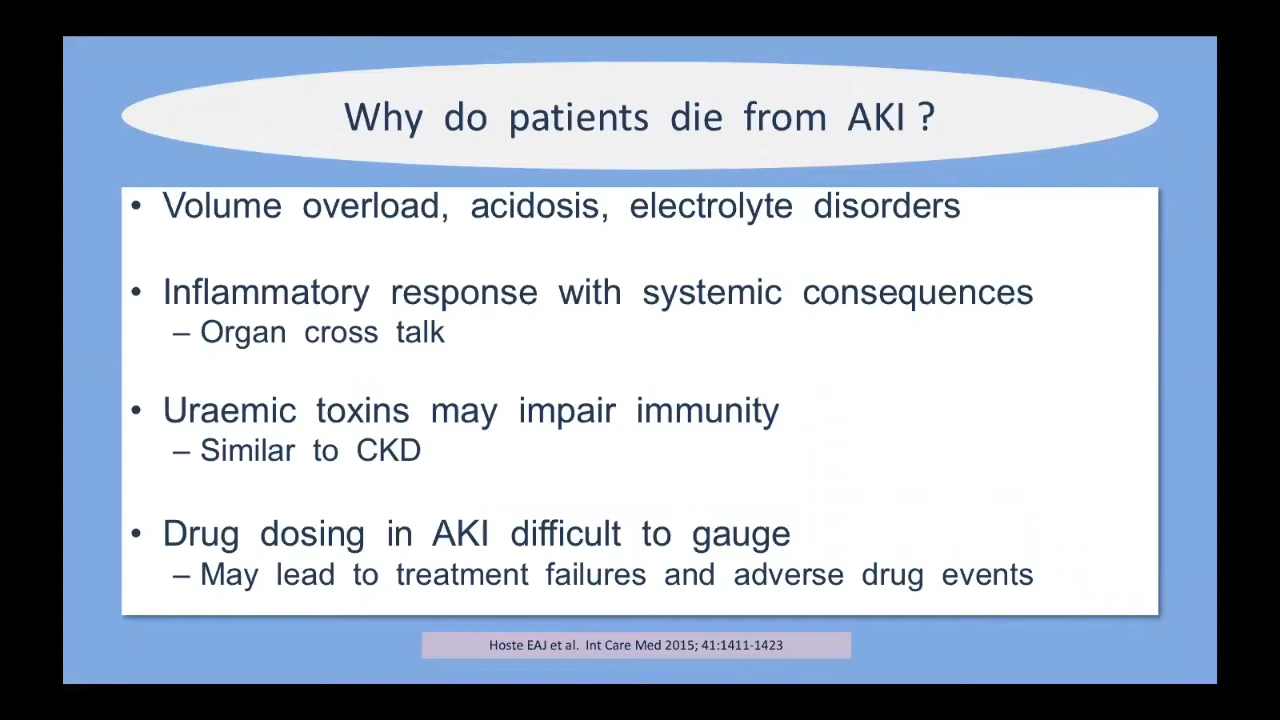 Why do patients die from AKI ?
• Volume overload, acidosis, electrolyte disorders
• Inflammatory response with systemic consequences
– Organ cross talk
• Uraemic toxins may impair immunity
– Similar to CKD
• Drug dosing in AKI difficult to gauge
– May lead to treatment failures and adverse drug events
Hoste EAJ et al. Int Care Med 2015; 41:1411-1423